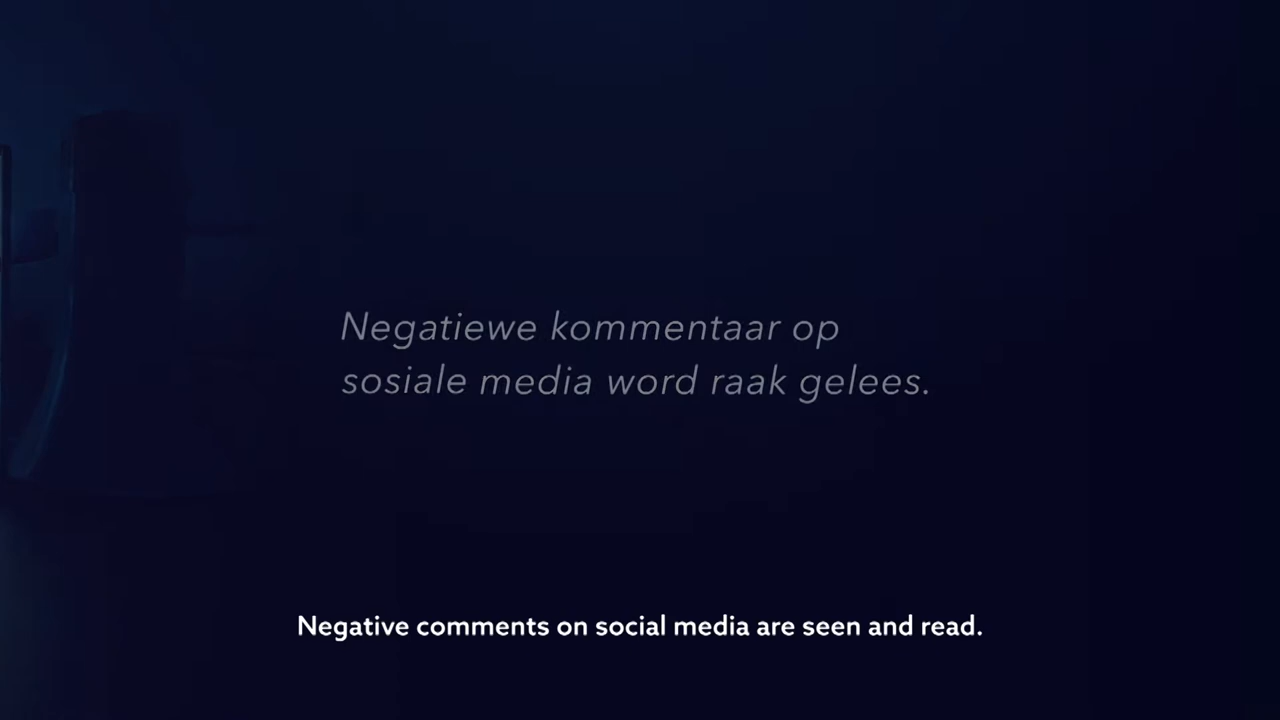 Negatiewe kommentaar op
sosiale media word raak gelees.
Negative comments on social media are seen and read.